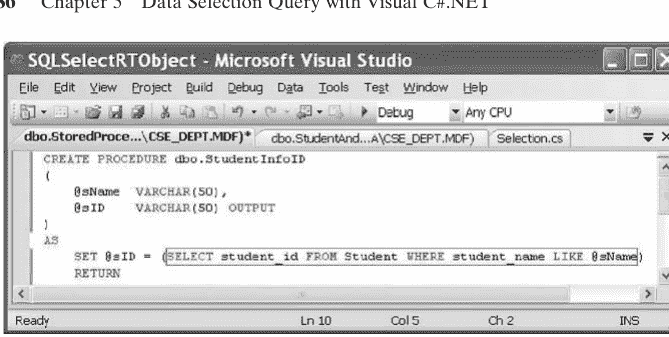 86 Chapter 5 Data Selection Query with Visual C#.NET
SQLSelectRTObject - Microsoft Visual Studio
File Edit View Project Build Debug Data Tools Test Window Help
Debug Any CPU
dbo.StoredProce...\CSE_DEPT.MDF)* dbo.StudentAnd...A\CSE_DEPT.MDF) Selection.cs
CREATE PROCEDURE dbo.StudentInfoID
(
@sName VARCHAR(50),
@sID VARCHAR(50) OUTPUT
)
AS
SET @sID = (SELECT student_id FROM Student WHERE student_name LIKE @sName)
RETURN
Ready Ln 10 Col 5 Ch 2 INS